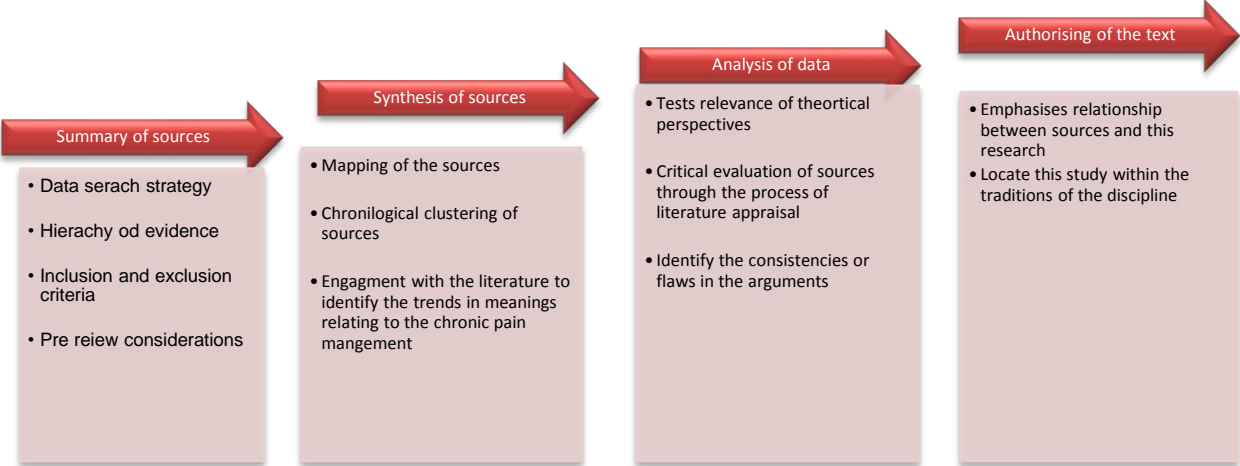 Summary of sources
• Data serach strategy
• Hierachy od evidence
• Inclusion and exclusion
criteria
• Pre reiew considerations
Synthesis of sources
• Mapping of the sources
• Chronilogical clustering of
sources
• Engagment with the literature to
identify the trends in meanings
relating to the chronic pain
mangement
Analysis of data
• Tests relevance of theortical
perspectives
• Critical evaluation of sources
through the process of
literature appraisal
• Identify the consistencies or
flaws in the arguments
Authorising of the text
• Emphasises relationship
between sources and this
research
• Locate this study within the
traditions of the discipline